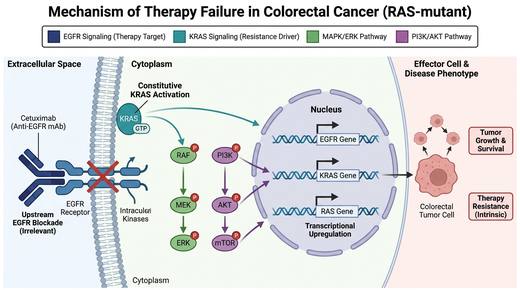 Mechanism of Therapy Failure in Colorectal Cancer (RAS-mutant)
EGFR Signaling (Therapy Target)
KRAS Signaling (Resistance Driver)
MAPK/ERK Pathway
PI3K/AKT Pathway
Extracellular Space
Cytoplasm
Effector Cell &
Disease Phenotype
Cetuximab
(Anti-EGFR mAb)
Upstream
EGFR Blockade
(Irrelevant)
EGFR
Receptor
Intraculuı
Kinases
Constitutive
KRAS Activation
KRAS
GTP
RAF
P
MEK
P
ERK
P
PI3K
P
AKT
P
mTOR
P
Nucleus
EGFR Gene
KRAS Gene
RAS Gene
Transcriptional
Upregulation
Colorectal
Tumor Cell
Tumor
Growth &
Survival
Therapy
Resistance
(Intrinsic)
Cytoplasm